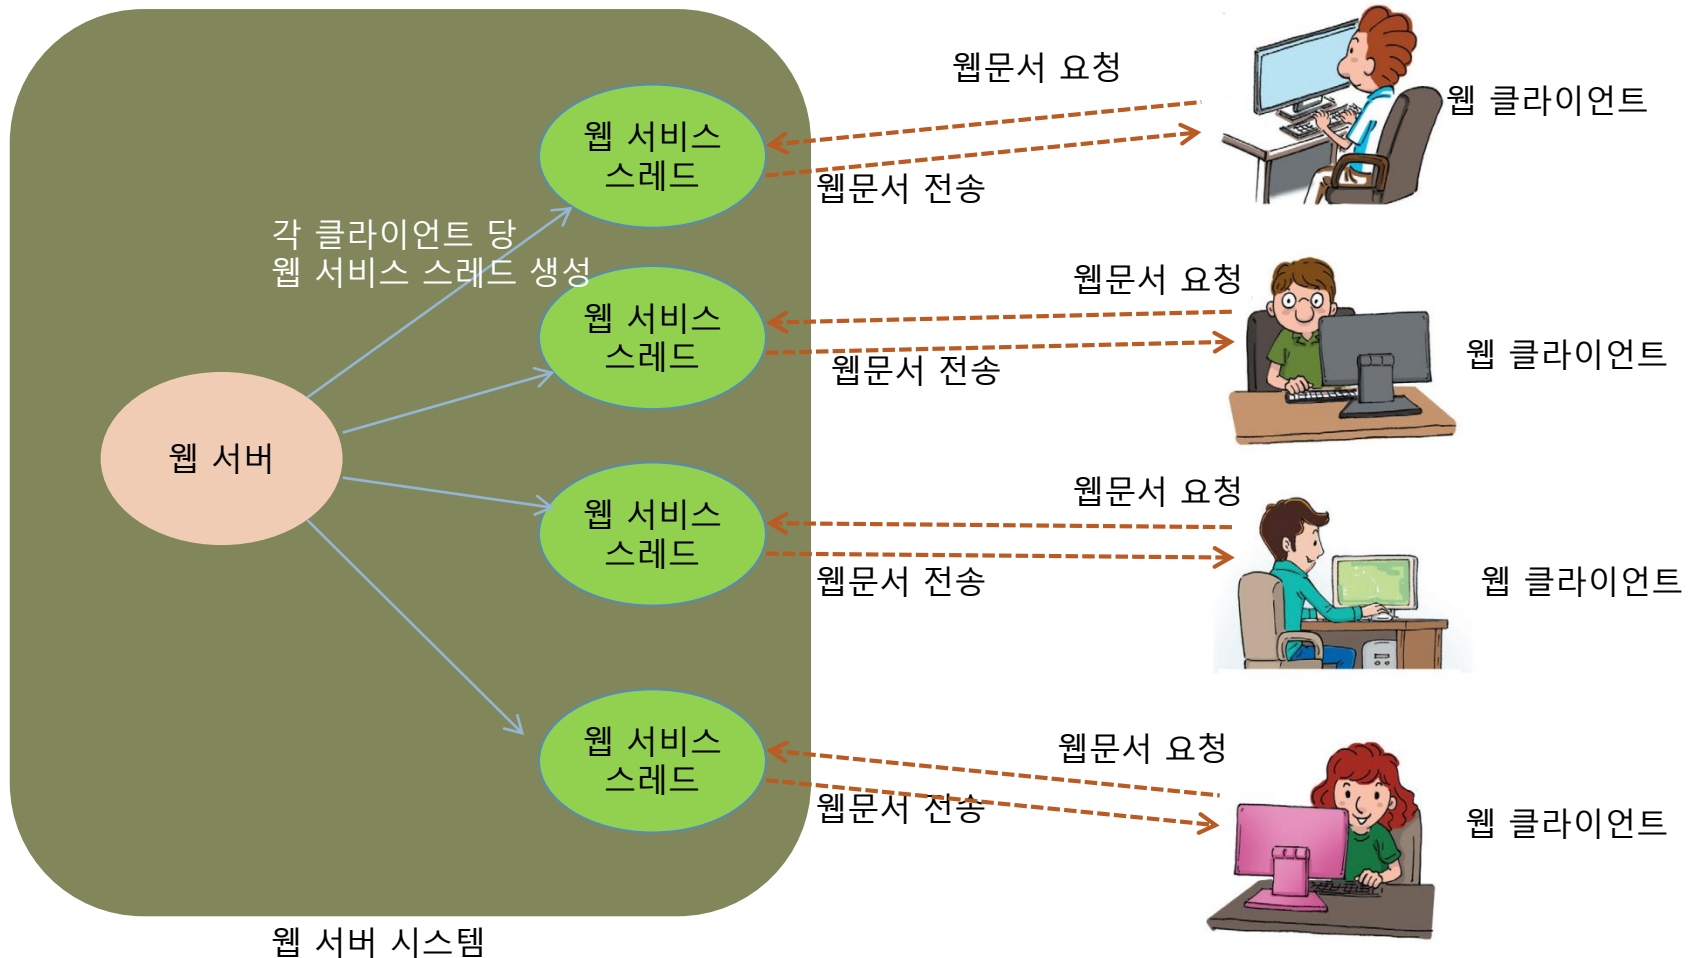 웹문서 요청
웹 클라이언트
웹 서비스
스레드
웹문서 전송
각 클라이언트 당
웹 서비스 스레드 생성
웹문서 요청
웹 서비스
스레드
웹 클라이언트
웹문서 전송
웹 서버
웹문서 요청
웹 서비스
스레드
웹문서 전송
웹 클라이언트
웹문서 요청
웹 서비스
스레드
웹문서 전송
웹 클라이언트
웹 서버 시스템